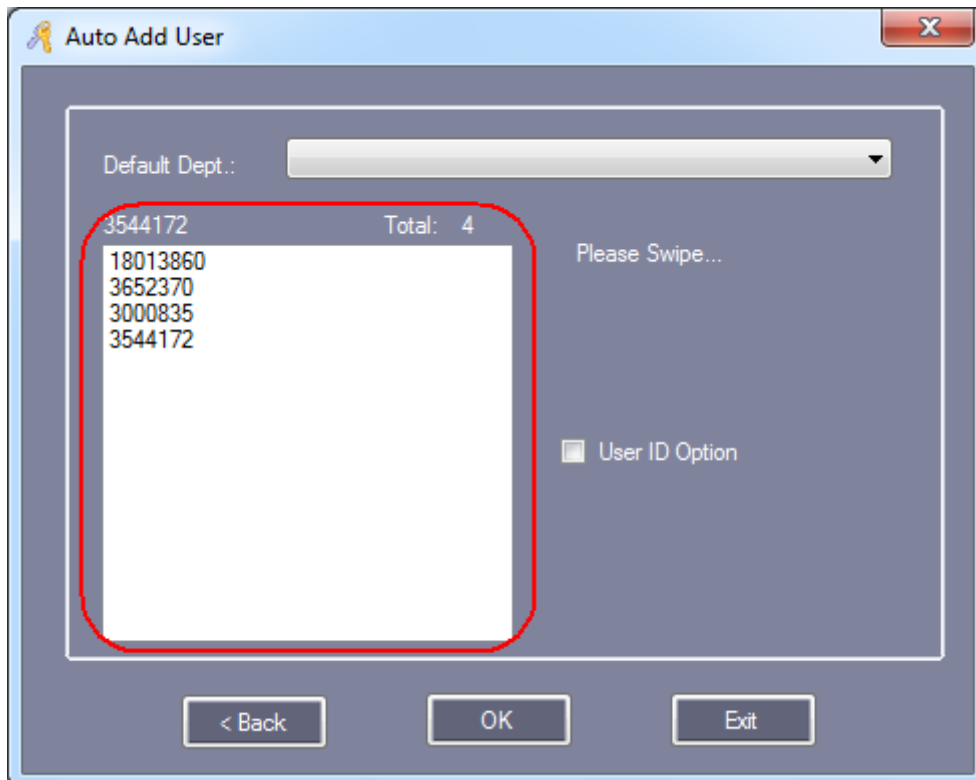 Auto Add User
Default Dept.:
3544172 Total: 4
18013860
3652370
3000835
3544172
Please Swipe...
User ID Option
< Back OK Exit